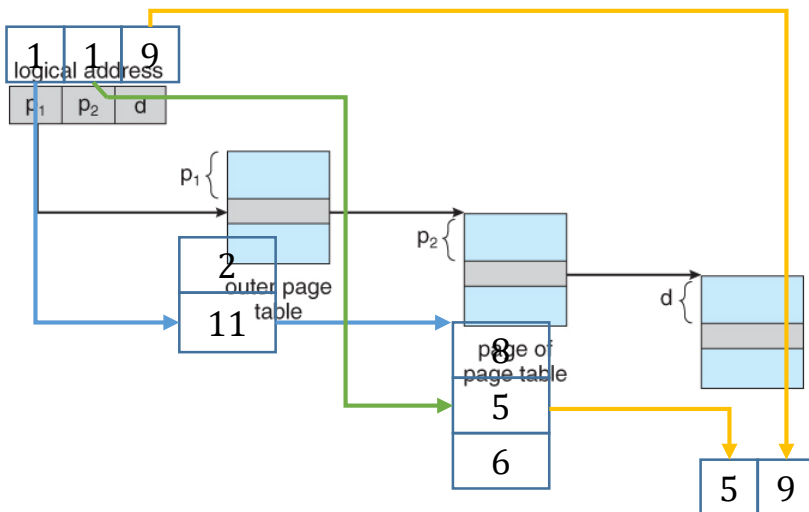 1 1 9
logical address
p₁ p₂ d
p₁
p₂
2
outer page
table
d
11
8
page of
page table
5
6
5 9